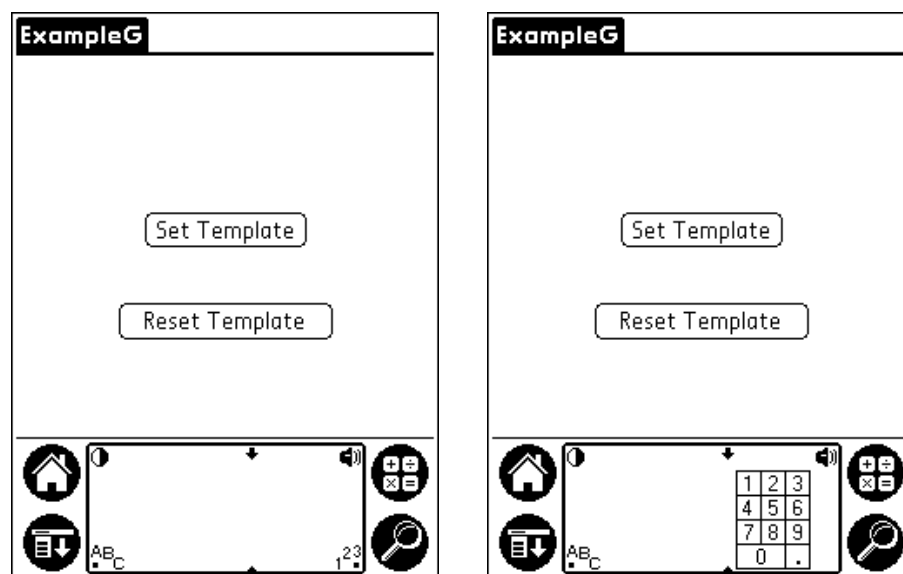 ExampleG
Set Template
Reset Template
ABC
123
ExampleG
Set Template
Reset Template
1 2 3
4 5 6
7 8 9
0 .
ABC